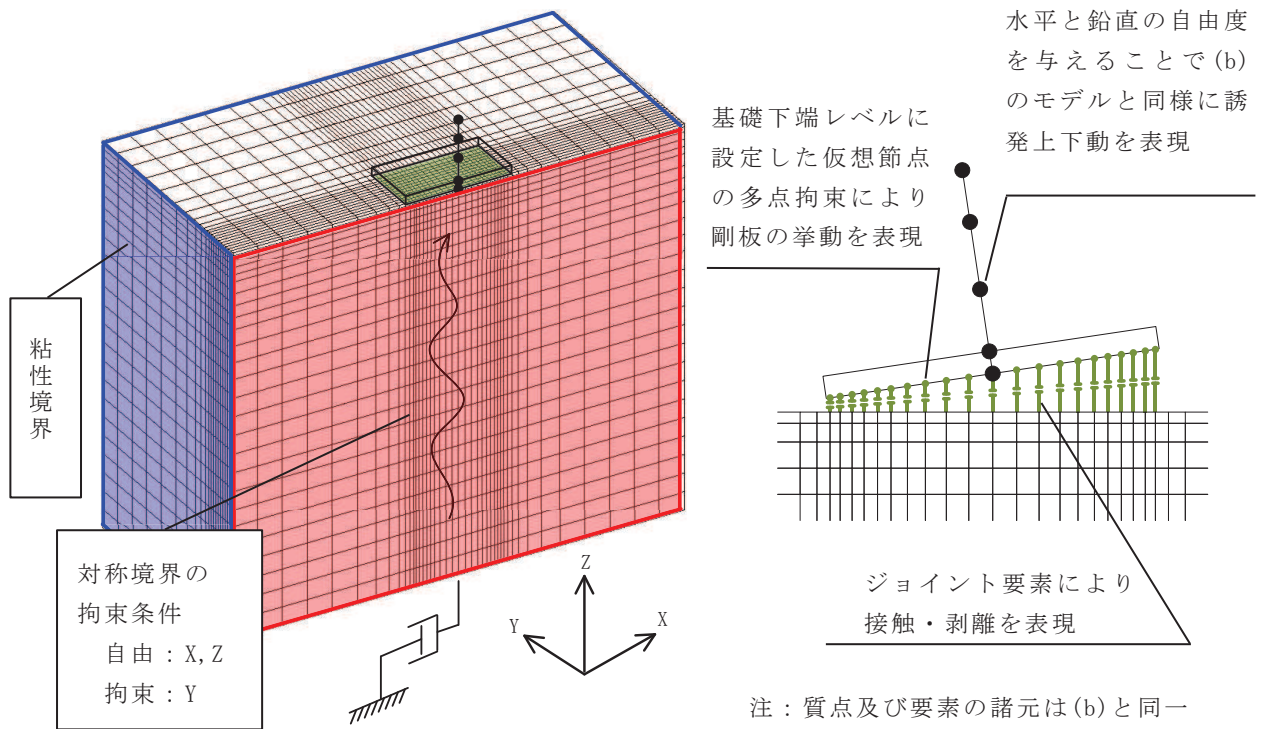 水平と鉛直の自由度
を与えることで(b)
のモデルと同様に誘
発上下動を表現
基礎下端レベルに
設定した仮想節点
の多点拘束により
剛板の挙動を表現
粘性境界
対称境界の
拘束条件
自由：X,Z
拘束：Y
Z
Y
X
ジョイント要素により
接触・剥離を表現
注：質点及び要素の諸元は(b)と同一